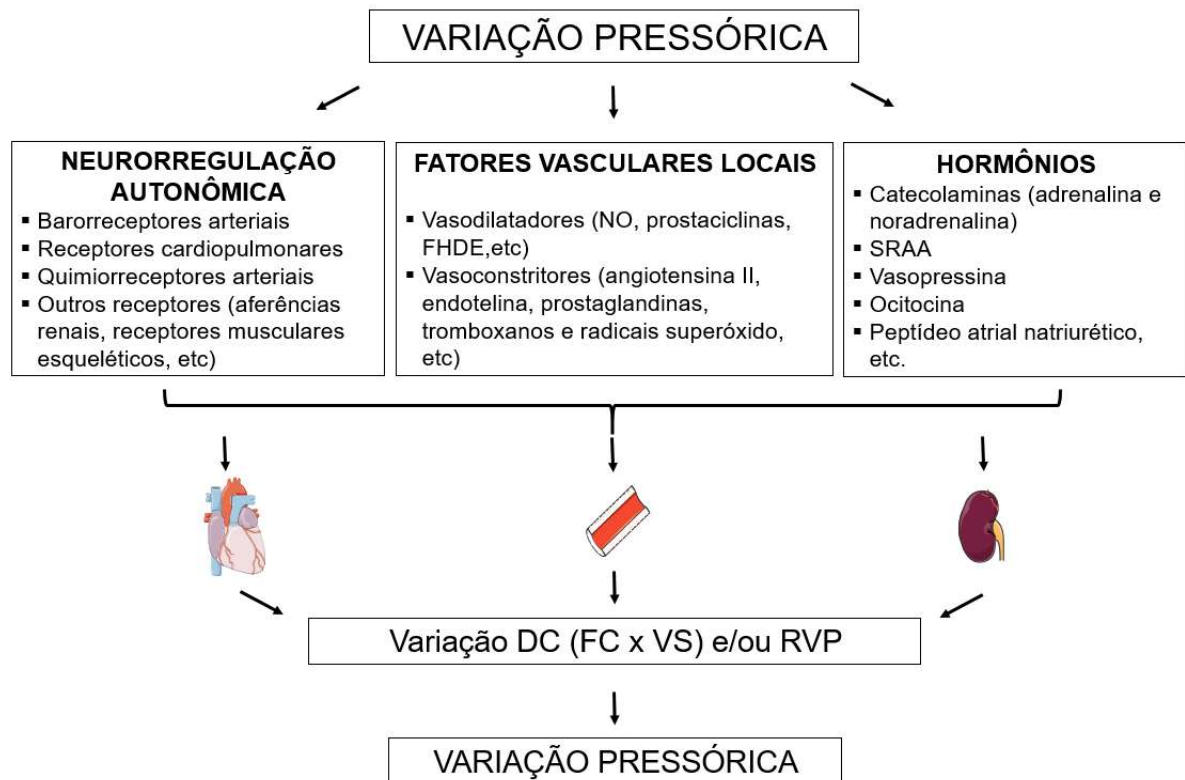 VARIAÇÃO PRESSÓRICA
NEURORREGULAÇÃO
AUTONÔMICA
▪ Barorreceptores arteriais
▪ Receptores cardiopulmonares
▪ Quimiorreceptores arteriais
▪ Outros receptores (aferências
renais, receptores musculares
esqueléticos, etc)
FATORES VASCULARES LOCAIS
▪ Vasodilatadores (NO, prostaciclinas,
FHDE,etc)
▪ Vasoconstritores (angiotensina II,
endotelina, prostaglandinas,
tromboxanos e radicais superóxido,
etc)
HORMÔNIOS
▪ Catecolaminas (adrenalina e
noradrenalina)
▪ SRAA
▪ Vasopressina
▪ Ocitocina
▪ Peptídeo atrial natriurético,
etc.
Variação DC (FC x VS) e/ou RVP
VARIAÇÃO PRESSÓRICA